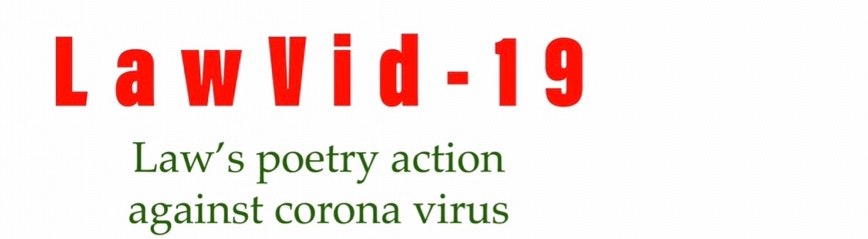 LawVid-19
Law’s poetry action
against corona virus